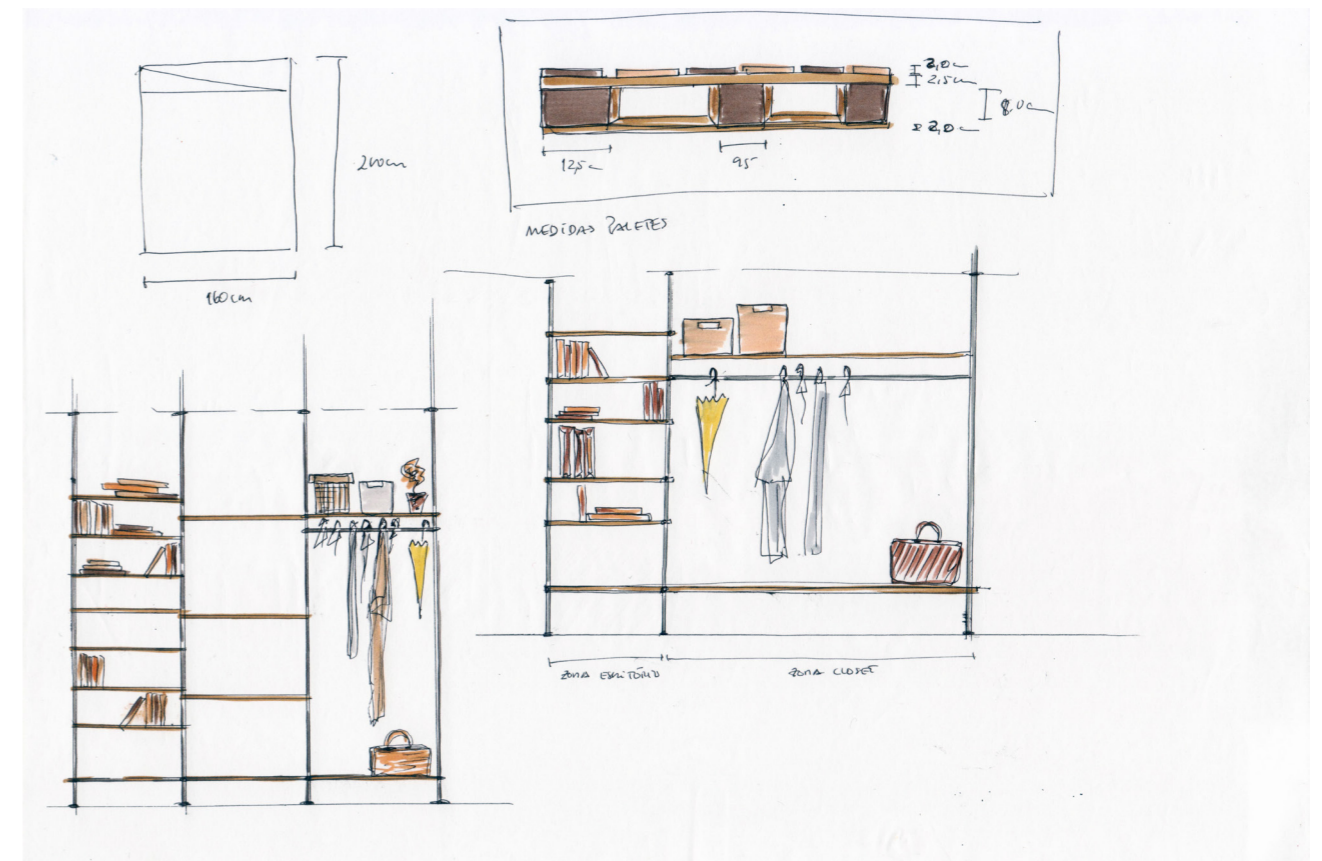 200cm
160cm
2,0cm
2,5cm
8,0cm
2,0cm
12,5cm
9,5
MEDIDAS PALETES
ZONA ESCRITÓRIO
ZONA CLOSET